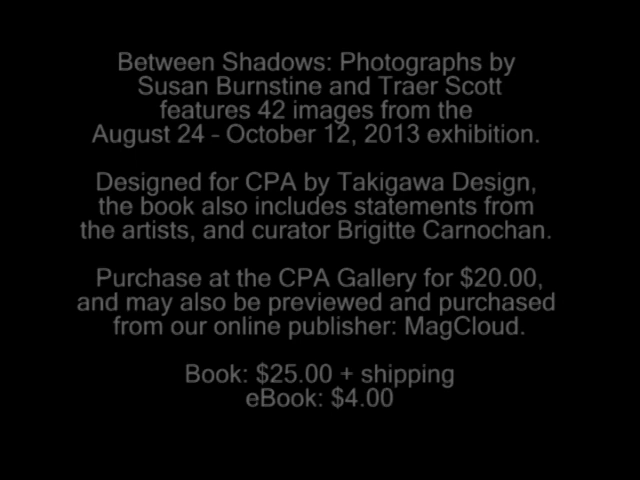 Between Shadows: Photographs by
Susan Burnstine and Traer Scott
features 42 images from the
August 24 - October 12, 2013 exhibition.
Designed for CPA by Takigawa Design,
the book also includes statements from
the artists, and curator Brigitte Carnochan.
Purchase at the CPA Gallery for $20.00,
and may also be previewed and purchased
from our online publisher: MagCloud.
Book: $25.00 + shipping
eBook: $4.00